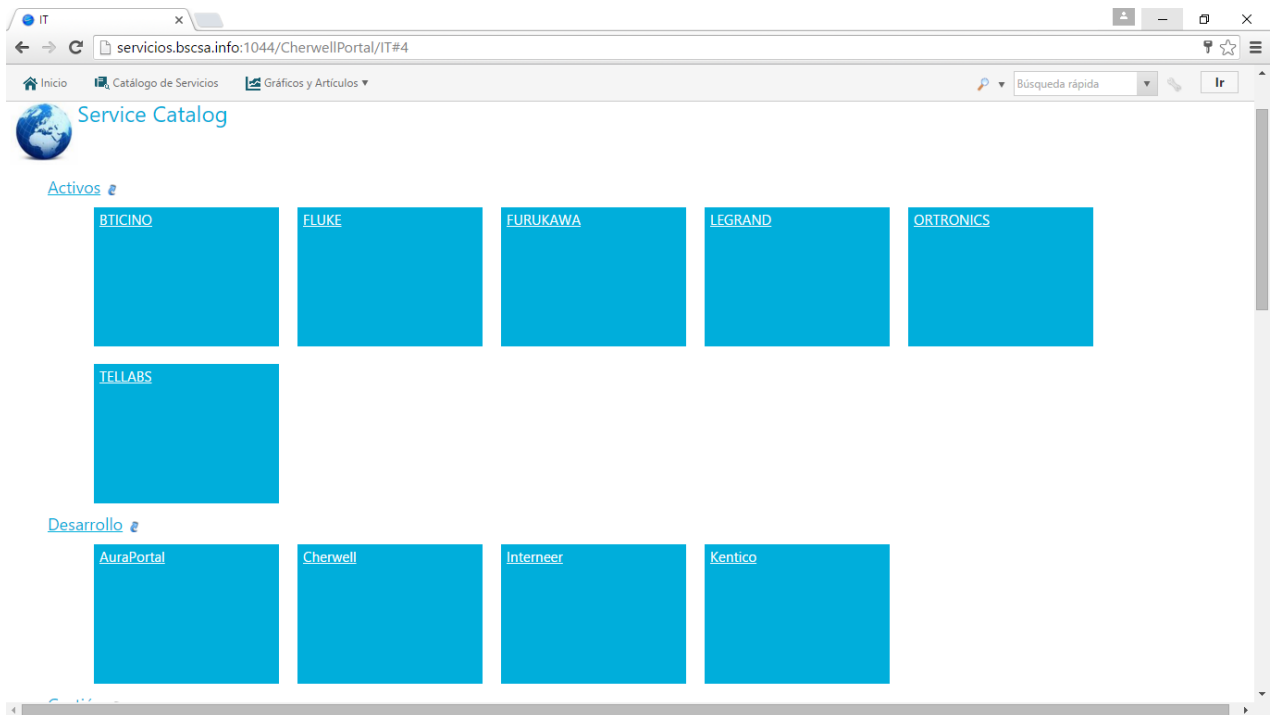 IT
servicios.bscsa.info:1044/CherwellPortal/IT#4
Inicio Catálogo de Servicios Gráficos y Artículos Búsqueda rápida Ir
Service Catalog
Activos
BTICINO FLUKE FURUKAWA LEGRAND ORTRONICS
TELLABS
Desarrollo
AuraPortal Cherwell Interneer Kentico